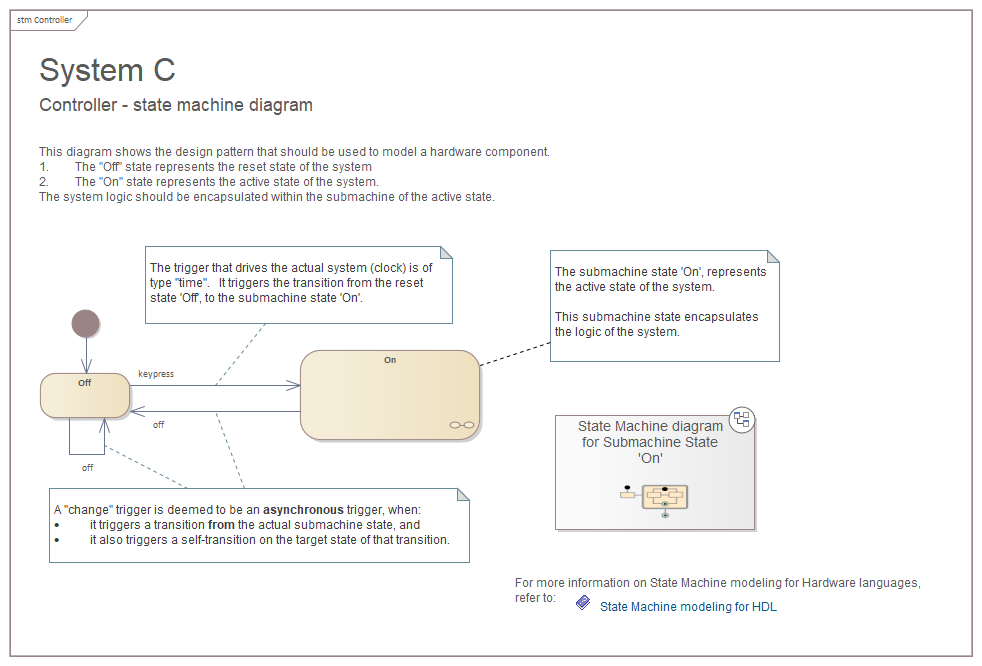 stm Controller
System C
Controller - state machine diagram
This diagram shows the design pattern that should be used to model a hardware component.
1. The "Off" state represents the reset state of the system
2. The "On" state represents the active state of the system.
The system logic should be encapsulated within the submachine of the active state.
The trigger that drives the actual system (clock) is of
type "time". It triggers the transition from the reset
state 'Off', to the submachine state 'On'.
The submachine state 'On', represents
the active state of the system.
This submachine state encapsulates
the logic of the system.
Off
keypress
On
off
off
State Machine diagram
for Submachine State
'On'
A "change" trigger is deemed to be an asynchronous trigger, when:
• it triggers a transition from the actual submachine state, and
• it also triggers a self-transition on the target state of that transition.
For more information on State Machine modeling for Hardware languages,
refer to:
State Machine modeling for HDL